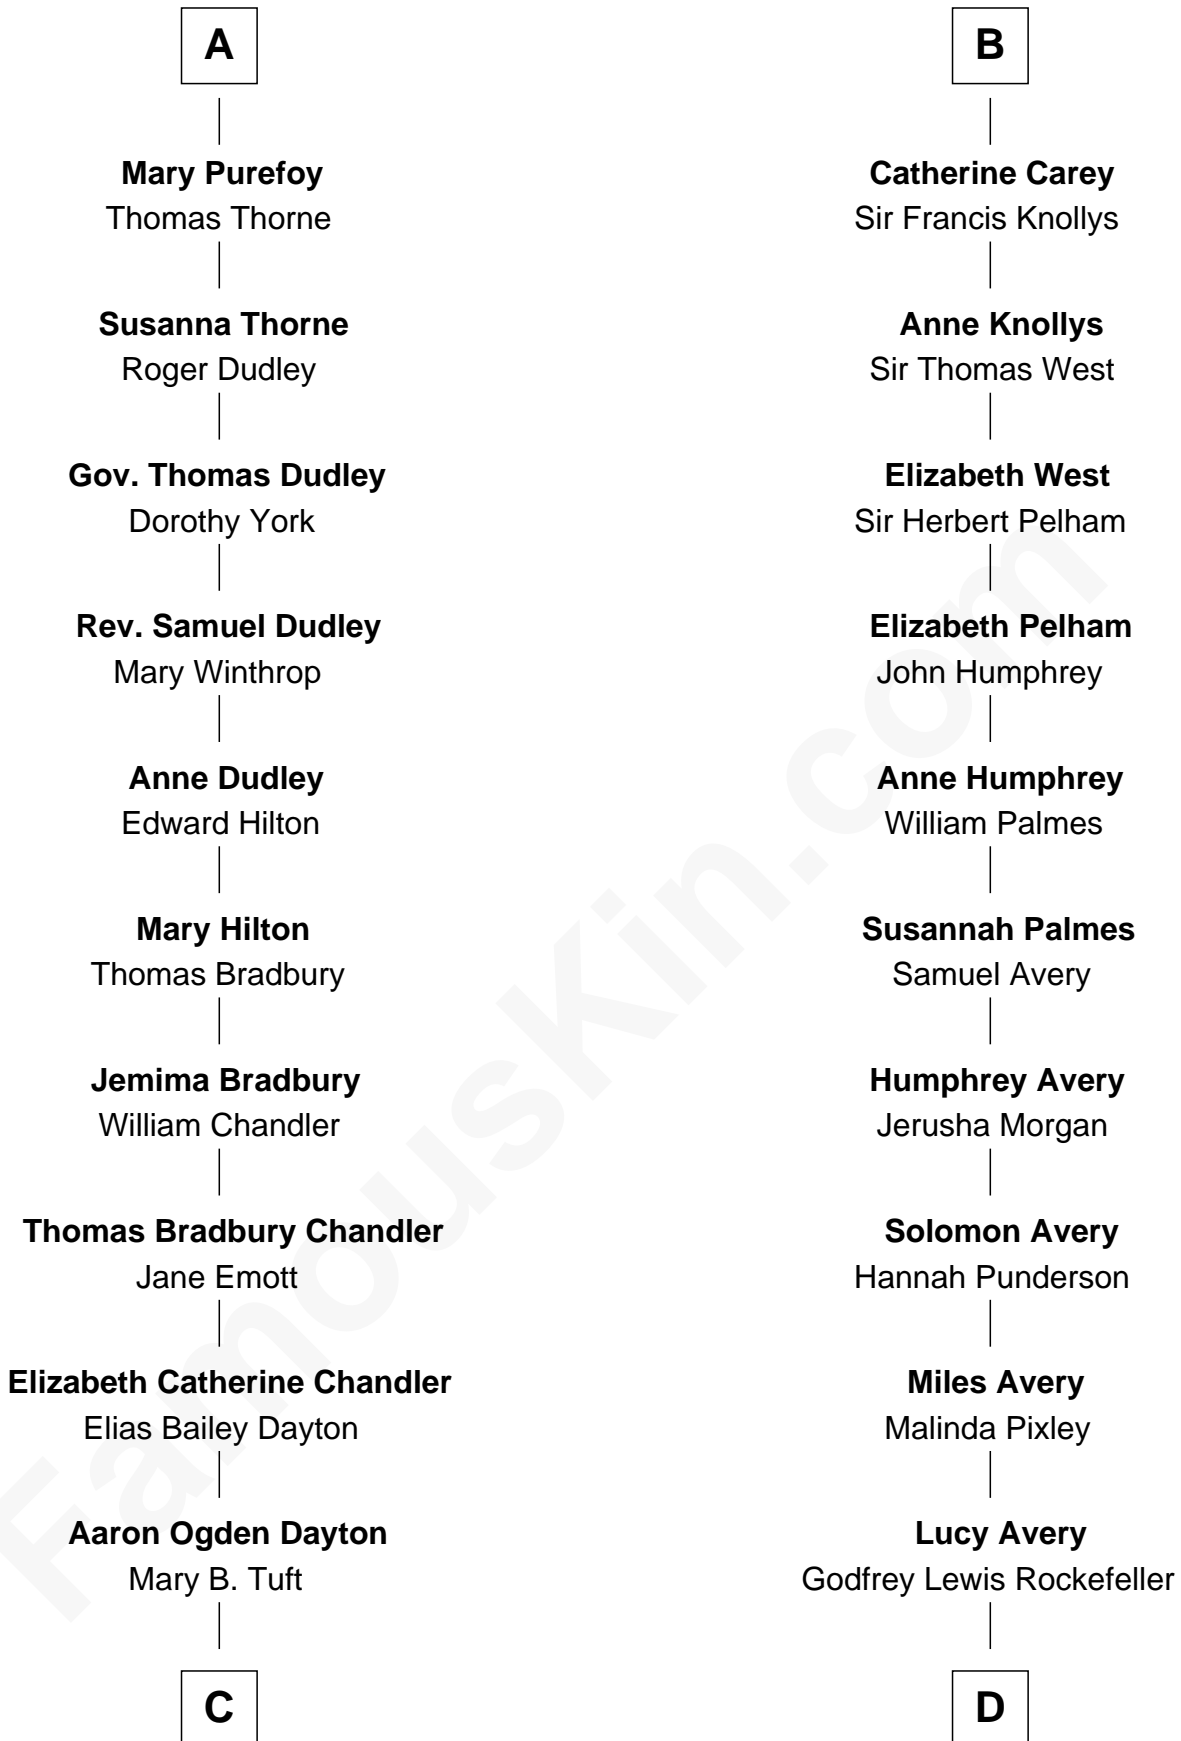 A
Mary Purefoy
Thomas Thorne
Susanna Thorne
Roger Dudley
Gov. Thomas Dudley
Dorothy York
Rev. Samuel Dudley
Mary Winthrop
Anne Dudley
Edward Hilton
Mary Hilton
Thomas Bradbury
Jemima Bradbury
William Chandler
Thomas Bradbury Chandler
Jane Emott
Elizabeth Catherine Chandler
Elias Bailey Dayton
Aaron Ogden Dayton
Mary B. Tuft
C
B
Catherine Carey
Sir Francis Knollys
Anne Knollys
Sir Thomas West
Elizabeth West
Sir Herbert Pelham
Elizabeth Pelham
John Humphrey
Anne Humphrey
William Palmes
Susannah Palmes
Samuel Avery
Humphrey Avery
Jerusha Morgan
Solomon Avery
Hannah Punderson
Miles Avery
Malinda Pixley
Lucy Avery
Godfrey Lewis Rockefeller
D
FamousKin.com